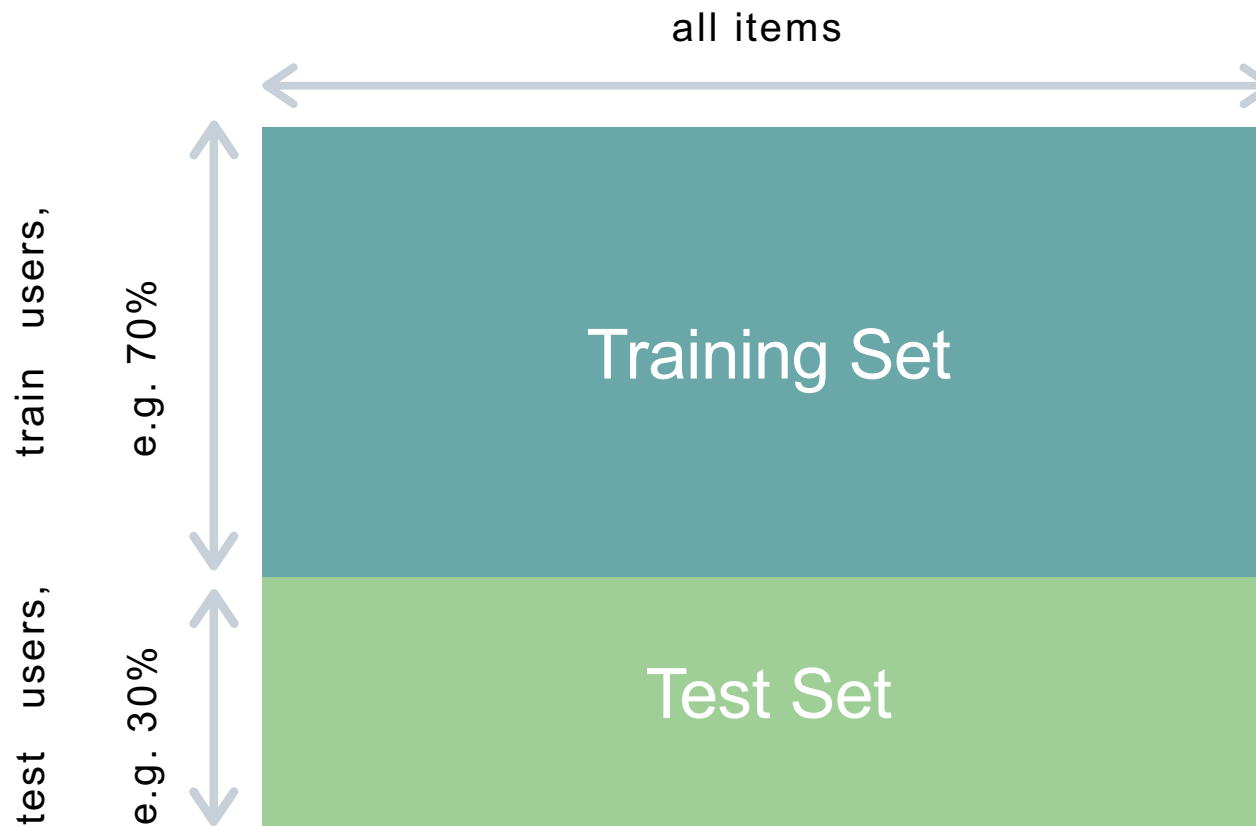 all items
train users,
e.g. 70%
Training Set
test users,
e.g. 30%
Test Set